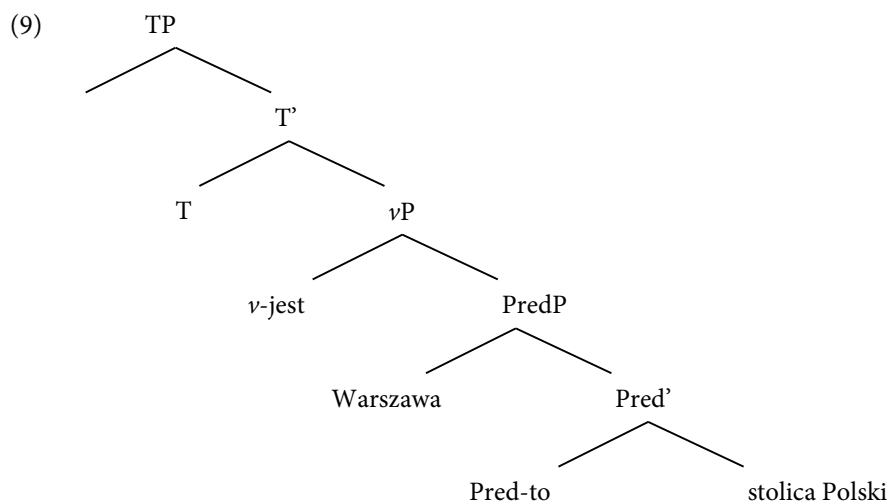 (9) TP
T’
T vP
v-jest PredP
Warszawa Pred’
Pred-to stolica Polski